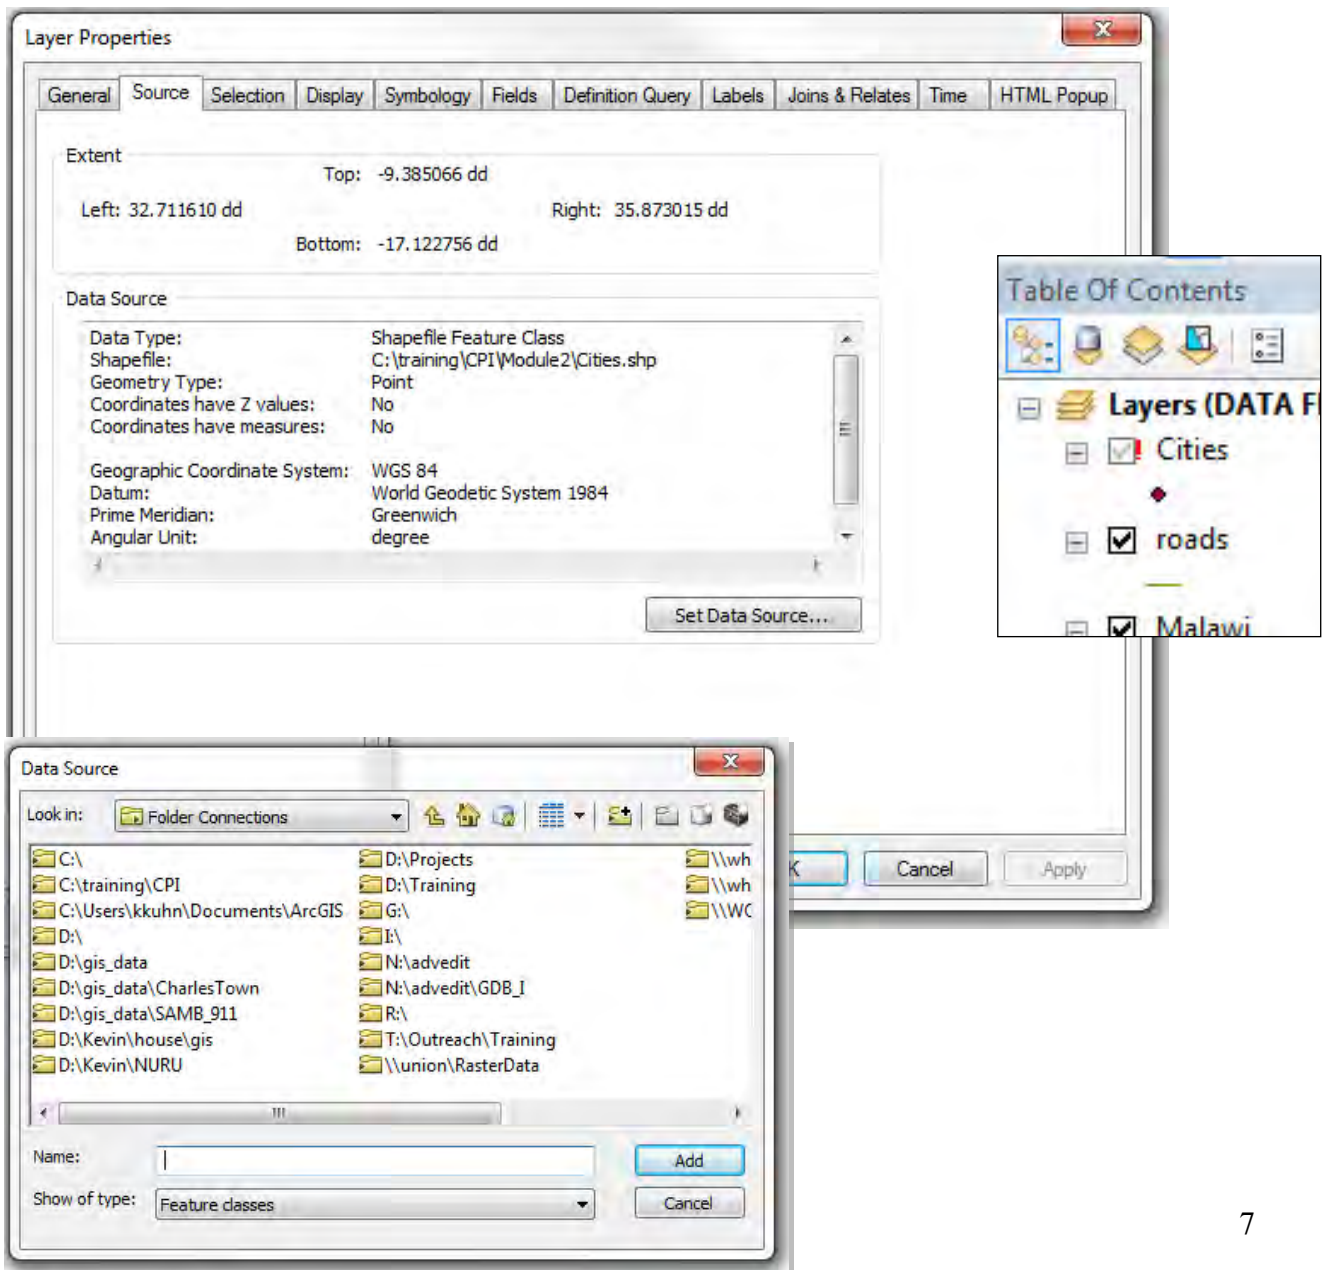 Layer Properties
General Source Selection Display Symbology Fields Definition Query Labels Joins & Relates Time HTML Popup
Extent
Top: -9.385066 dd
Left: 32.711610 dd Right: 35.873015 dd
Bottom: -17.122756 dd
Data Source
Data Type: Shapefile Feature Class
Shapefile: C:\training\CPI\Module2\Cities.shp
Geometry Type: Point
Coordinates have Z values: No
Coordinates have measures: No
Geographic Coordinate System: WGS 84
Datum: World Geodetic System 1984
Prime Meridian: Greenwich
Angular Unit: degree
Set Data Source...
Cancel Apply
Table Of Contents
Layers (DATA F
Cities
roads
Malawi
Data Source
Look in: Folder Connections
C:\ D:\Projects \\wh
C:\training\CPI D:\Training \\wh
C:\Users\kkuhn\Documents\ArcGIS G:\ \\WC
D:\ I:\
D:\gis_data N:\advedit
D:\gis_data\CharlesTown N:\advedit\GDB_I
D:\gis_data\SAMB_911 R:\
D:\Kevin\house\gis T:\Outreach\Training
D:\Kevin\NURU \\union\RasterData
Name: Add
Show of type: Feature classes Cancel
7